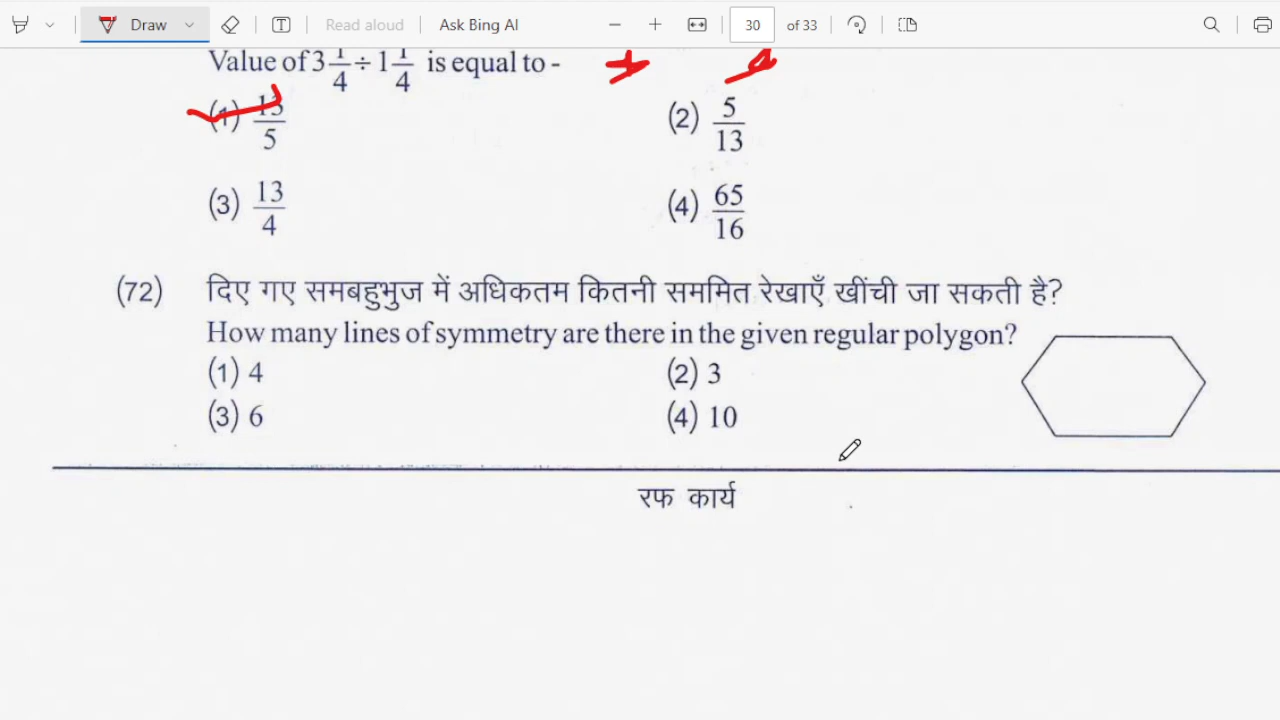 Draw Read aloud Ask Bing AI 30 of 33
Value of 3 1/4 ÷ 1 1/4 is equal to -
(1) 13/5 (2) 5/13
(3) 13/4 (4) 65/16
(72) दिए गए समबहुभुज में अधिकतम कितनी सममित रेखाएँ खींची जा सकती है?
How many lines of symmetry are there in the given regular polygon?
(1) 4 (2) 3
(3) 6 (4) 10
रफ कार्य